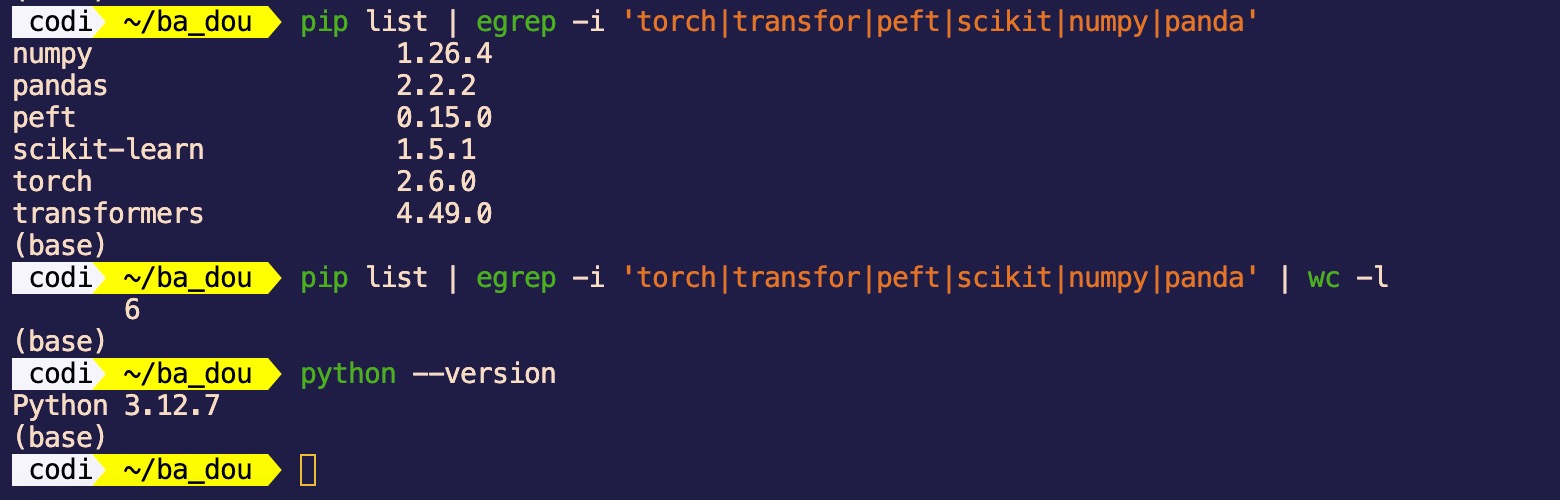 codi ~/ba_dou pip list | egrep -i 'torch|transfor|peft|scikit|numpy|panda'
numpy 1.26.4
pandas 2.2.2
peft 0.15.0
scikit-learn 1.5.1
torch 2.6.0
transformers 4.49.0
(base)
codi ~/ba_dou pip list | egrep -i 'torch|transfor|peft|scikit|numpy|panda' | wc -l
6
(base)
codi ~/ba_dou python --version
Python 3.12.7
(base)
codi ~/ba_dou